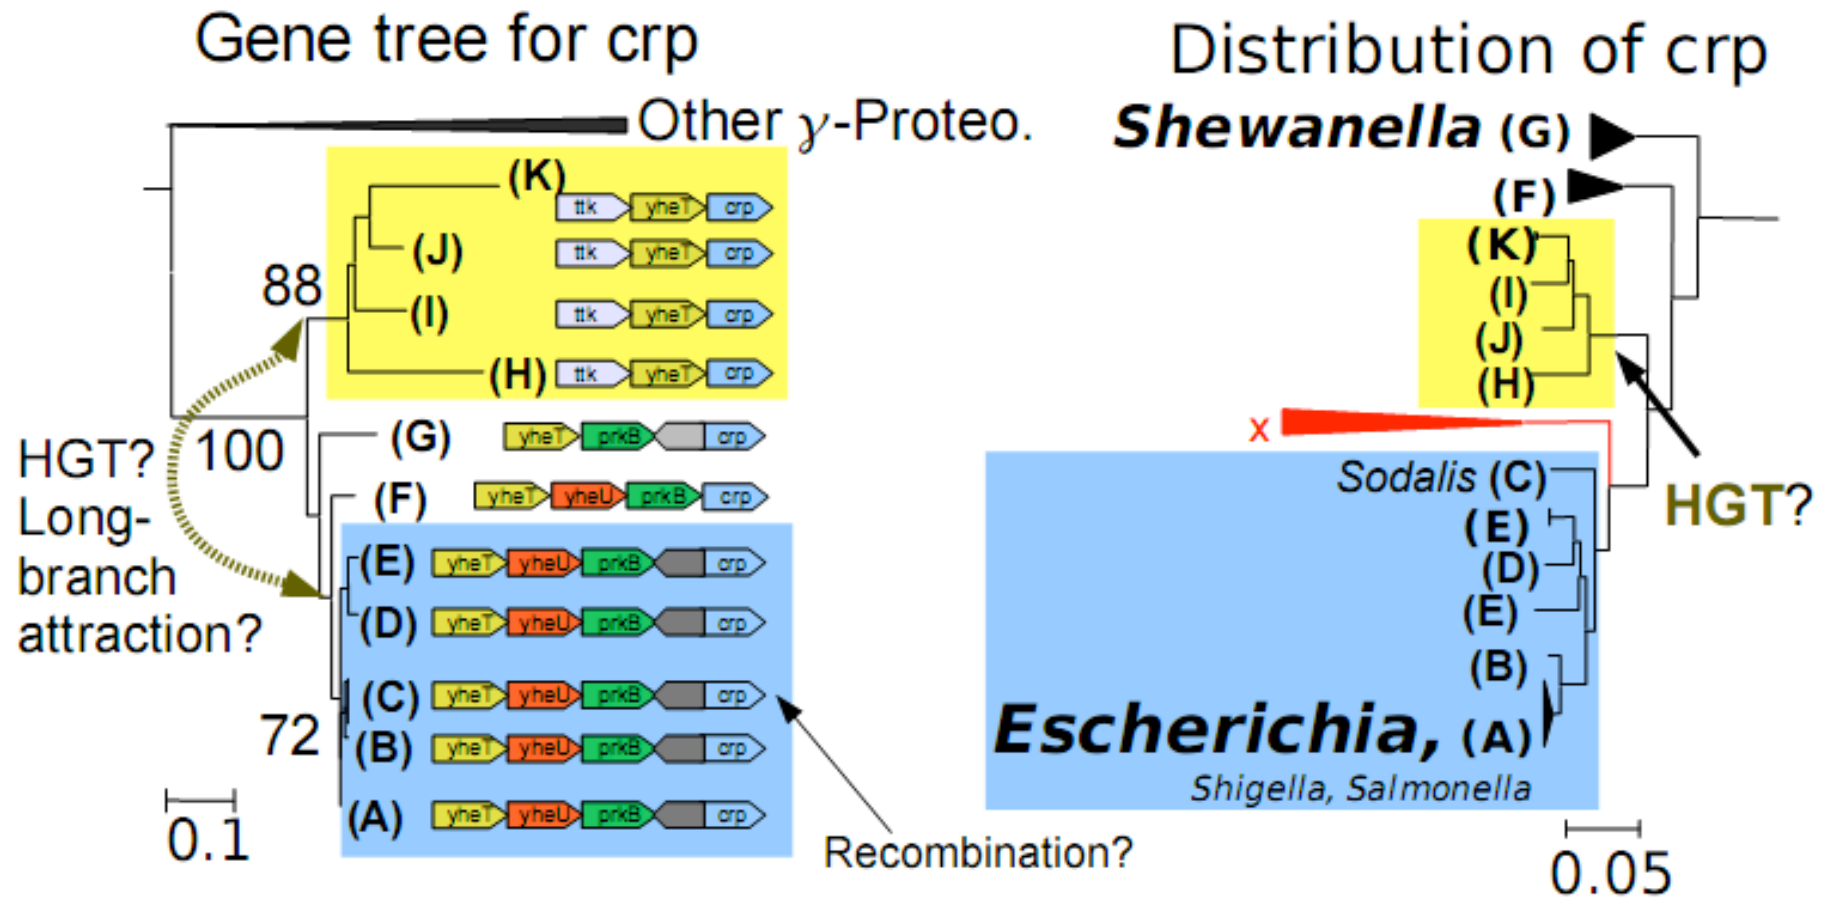 Gene tree for crp
Other γ-Proteo.
(K)
ttk yheT crp
(J) ttk yheT crp
88
(I) ttk yheT crp
(H) ttk yheT crp
100
(G) yheT prkB crp
HGT?
Long-
branch
attraction?
(F) yheT yheU prkB crp
(E) yheT yheU prkB crp
(D) yheT yheU prkB crp
(C) yheT yheU prkB crp
72
(B) yheT yheU prkB crp
(A) yheT yheU prkB crp
0.1
Recombination?
Distribution of crp
Shewanella (G)
(F)
(K)
(I)
(J)
(H)
x
HGT?
Sodalis (C)
(E)
(D)
(E)
(B)
Escherichia, (A)
Shigella, Salmonella
0.05